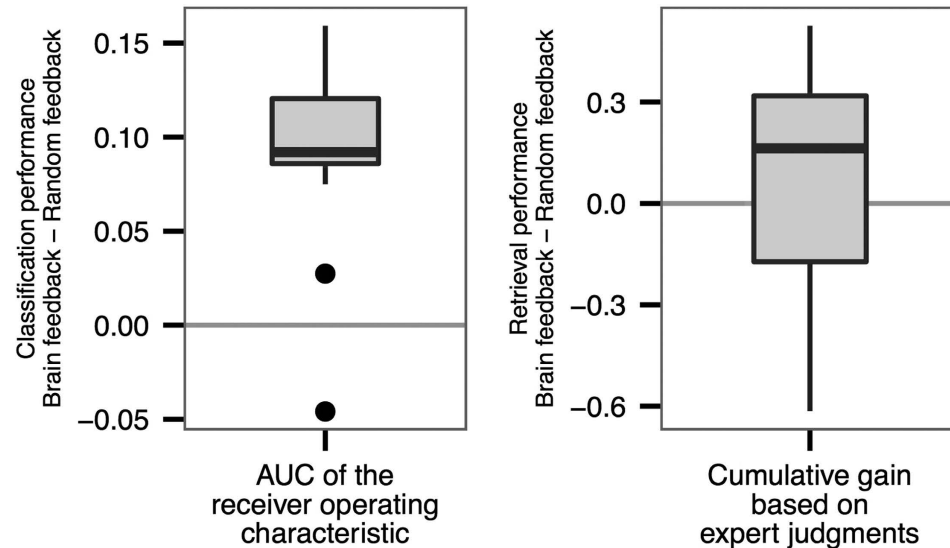 Classification performance
Brain feedback – Random feedback
0.15
0.10
0.05
0.00
−0.05
AUC of the
receiver operating
characteristic
Retrieval performance
Brain feedback – Random feedback
0.3
0.0
−0.3
−0.6
Cumulative gain
based on
expert judgments